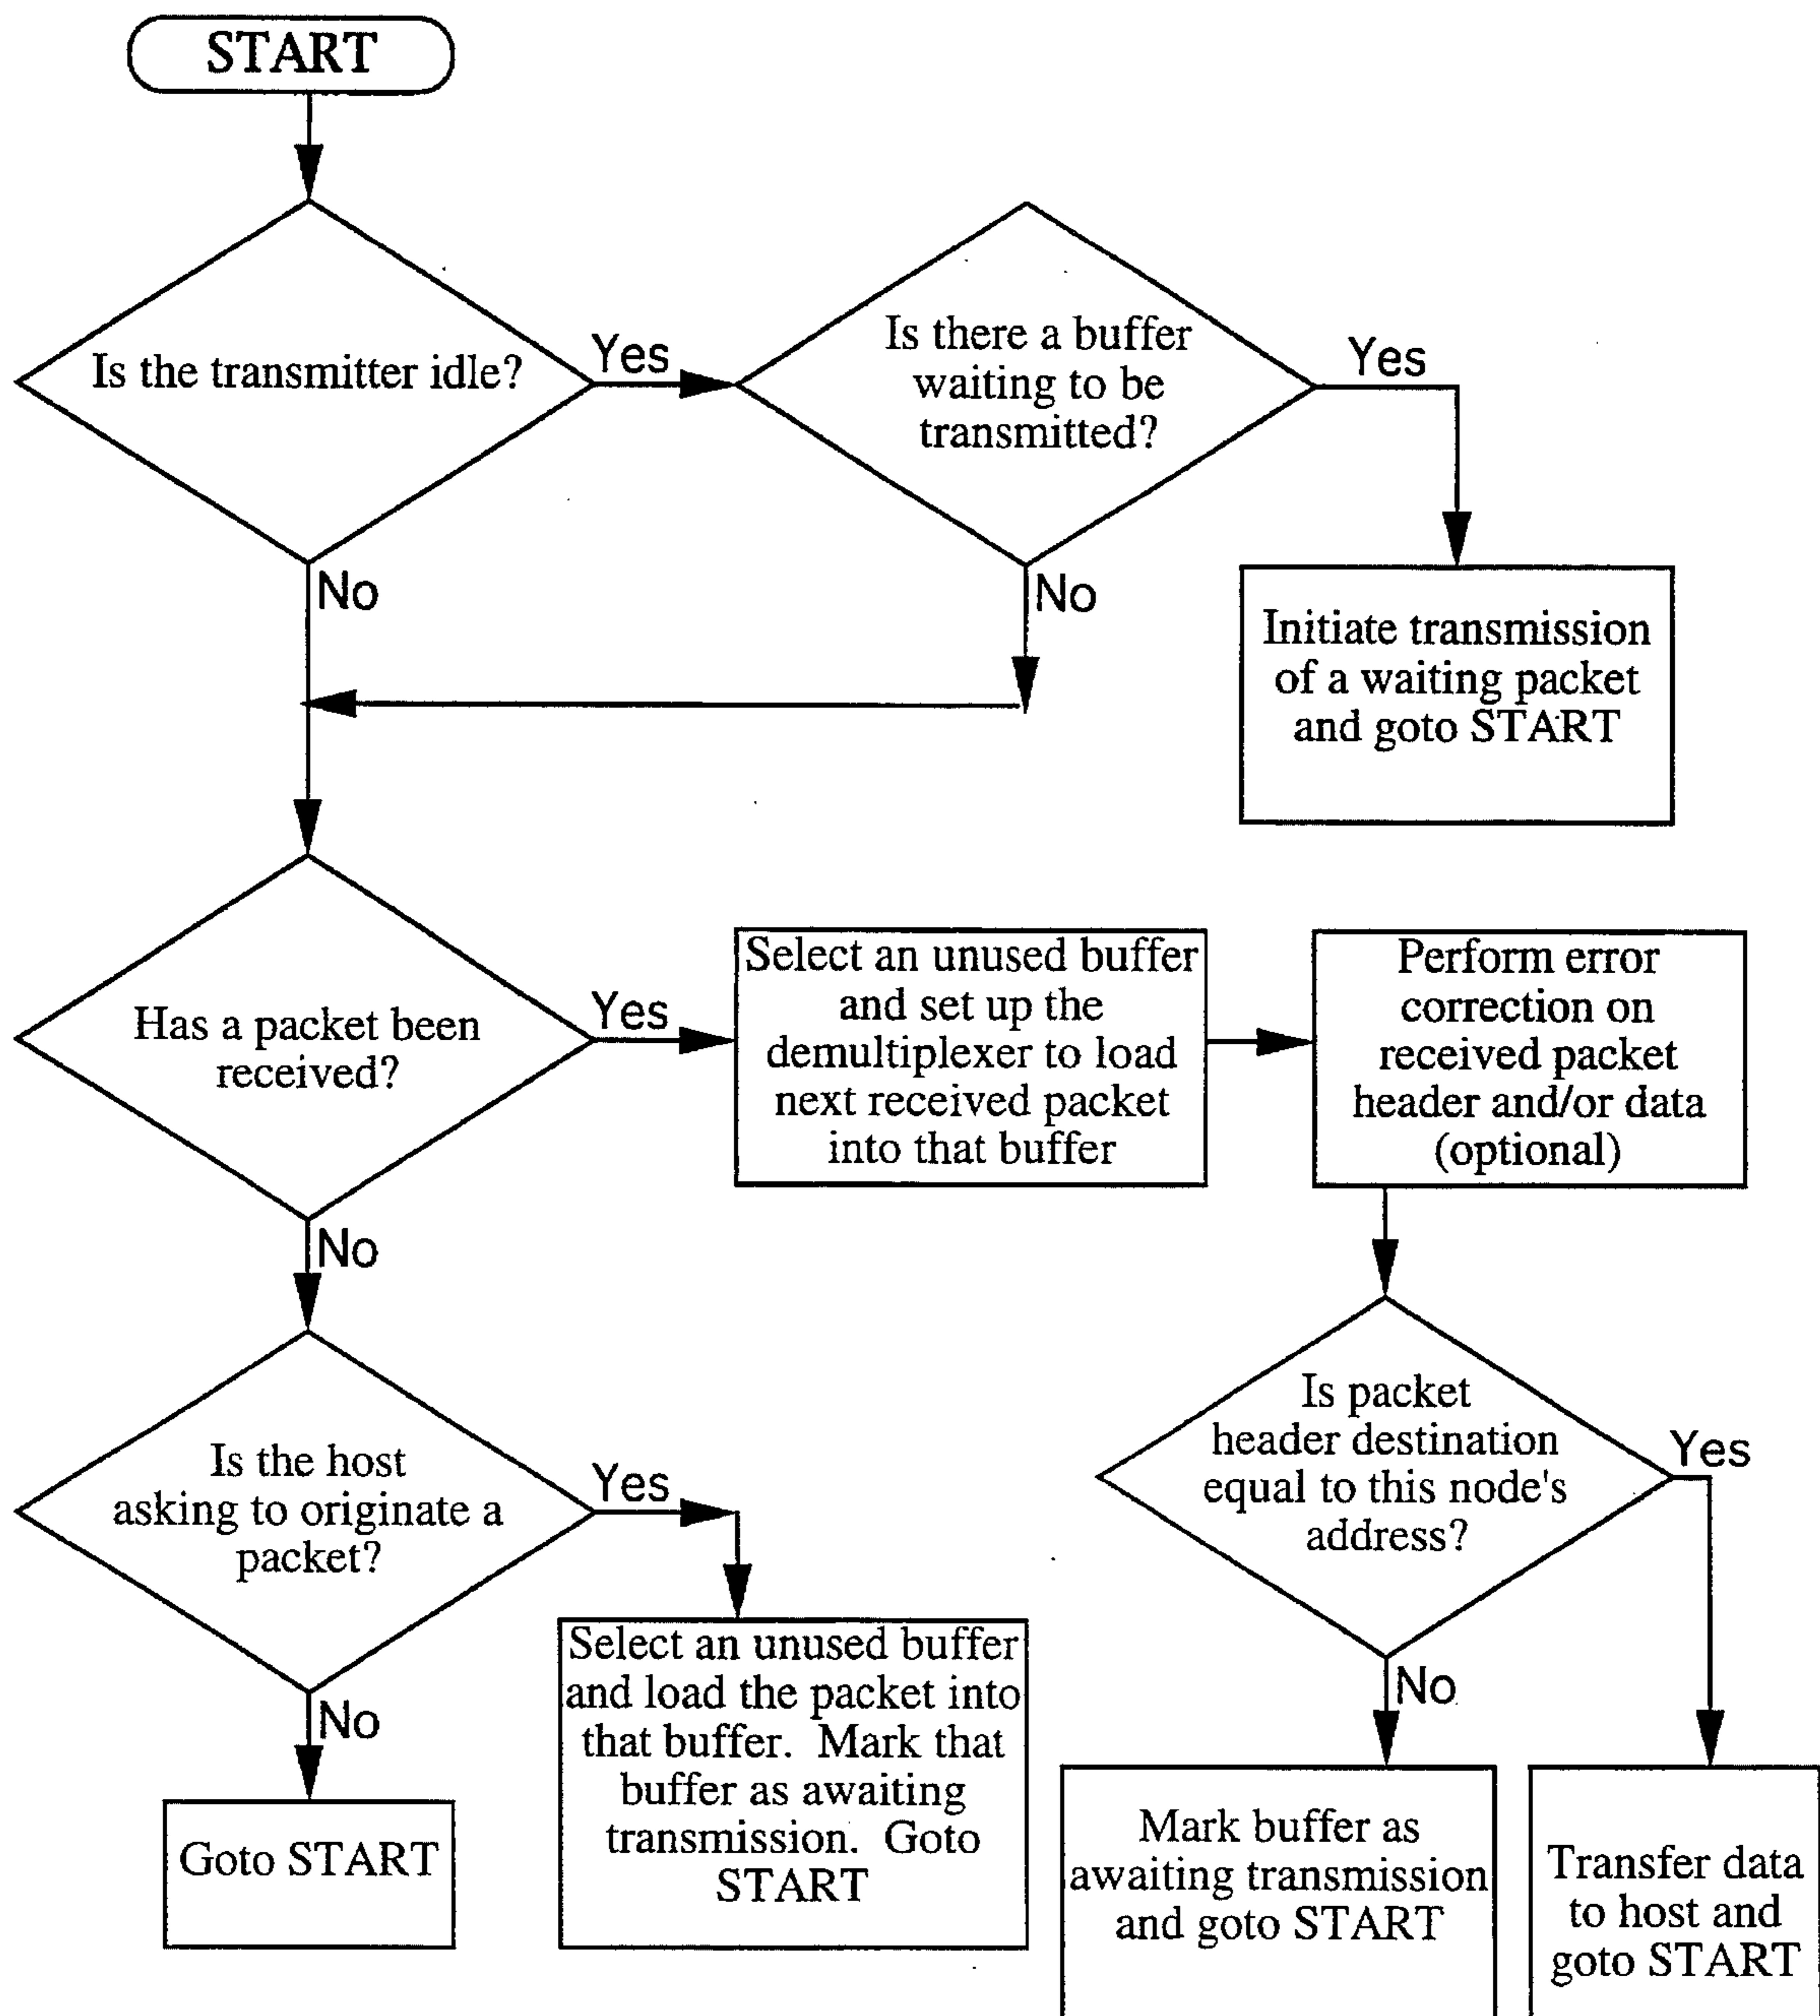 START
Is the transmitter idle?
Yes
Is there a buffer
waiting to be
transmitted?
Yes
No
No
Initiate transmission
of a waiting packet
and goto START
Has a packet been
received?
Yes
Select an unused buffer
and set up the
demultiplexer to load
next received packet
into that buffer
Perform error
correction on
received packet
header and/or data
(optional)
No
Is packet
header destination
equal to this node's
address?
Yes
No
Is the host
asking to originate a
packet?
Yes
No
Select an unused buffer
and load the packet into
that buffer. Mark that
buffer as awaiting
transmission. Goto
START
Goto START
Mark buffer as
awaiting transmission
and goto START
Transfer data
to host and
goto START